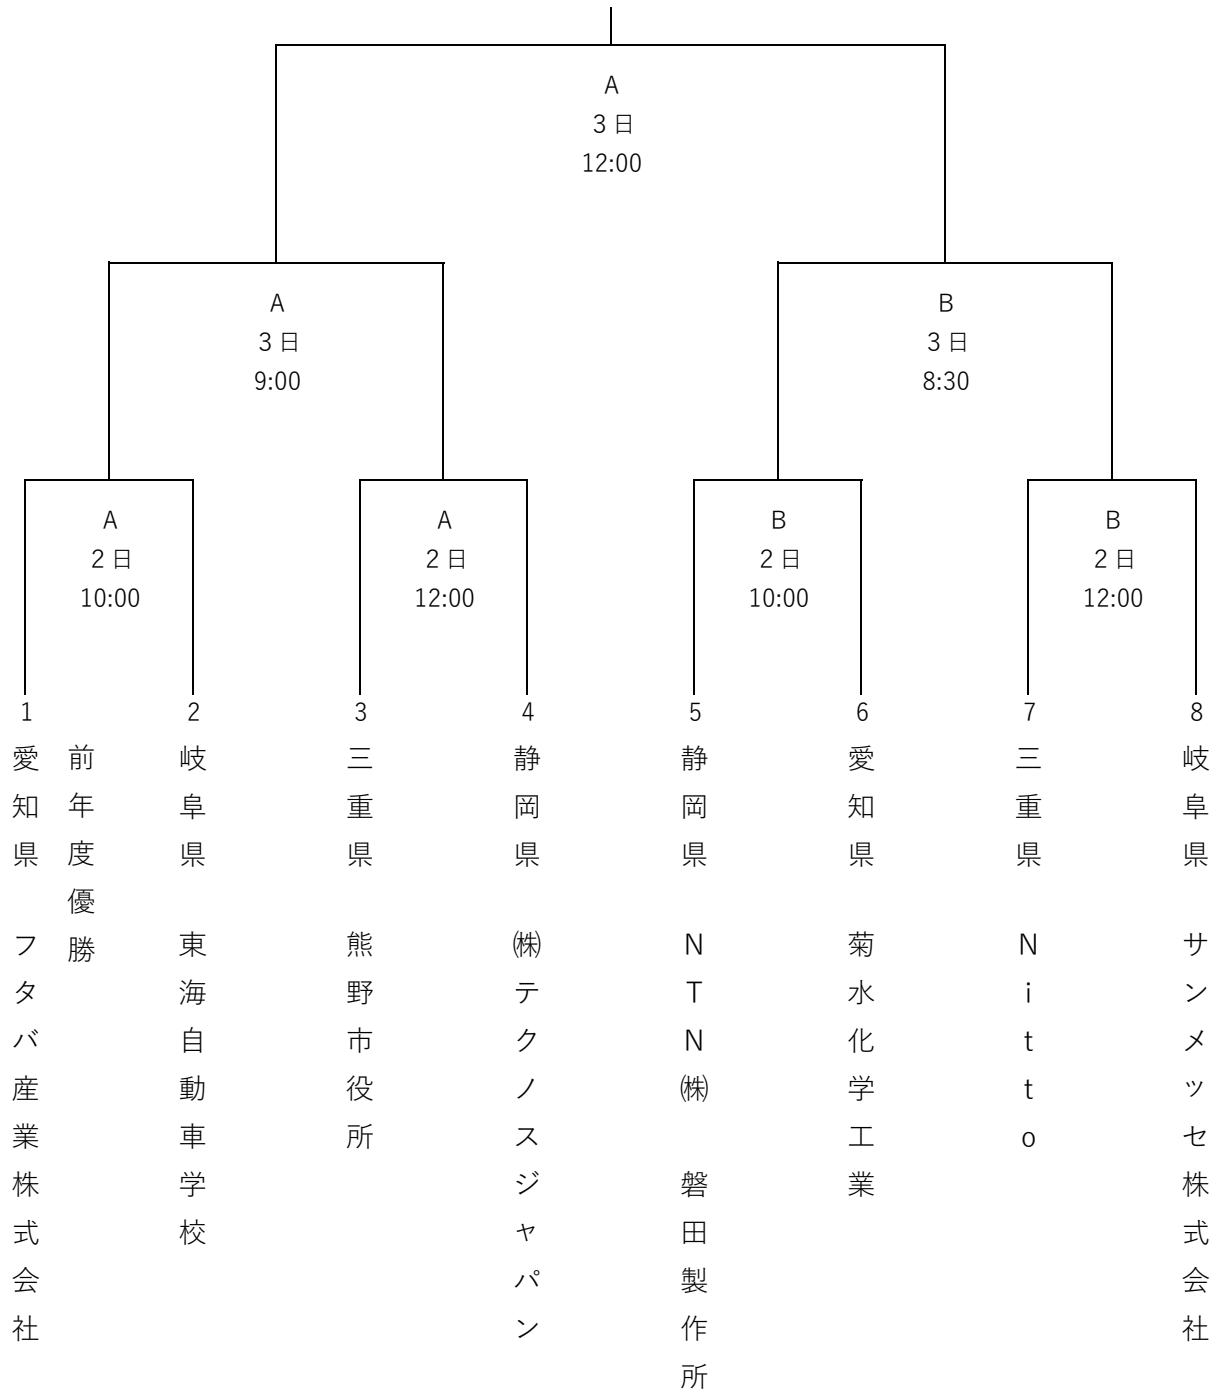 A
3日
12:00
A
3日
9:00
B
3日
8:30
A
2日
10:00
A
2日
12:00
B
2日
10:00
B
2日
12:00
1
愛知県 フタバ産業株式会社
前年度優勝
2
岐阜県 東海自動車学校
3
三重県 熊野市役所
4
静岡県 ㈱テクノスジャパン
5
静岡県 NTN㈱ 磐田製作所
6
愛知県 菊水化学工業
7
三重県 Nitto
8
岐阜県 サンメッセ株式会社